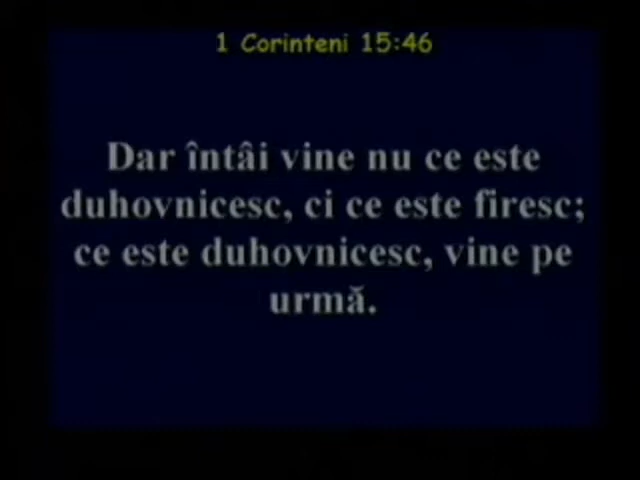 1 Corinteni 15:46
Dar întâi vine nu ce este
duhovnicesc, ci ce este firesc;
ce este duhovnicesc, vine pe
urmă.